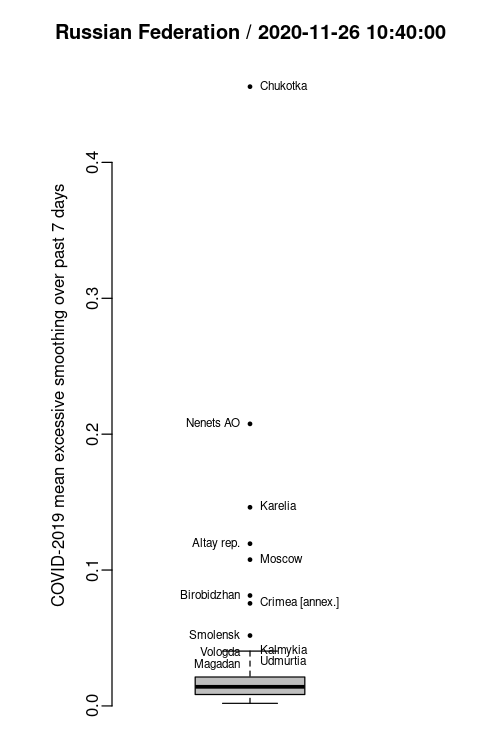 Russian Federation / 2020-11-26 10:40:00
COVID-2019 mean excessive smoothing over past 7 days
0.4
0.3
0.2
0.1
0.0
Chukotka
Nenets AO
Karelia
Altay rep.
Moscow
Birobidzhan
Crimea [annex.]
Smolensk
Kalmykia
Vologda
Udmurtia
Magadan